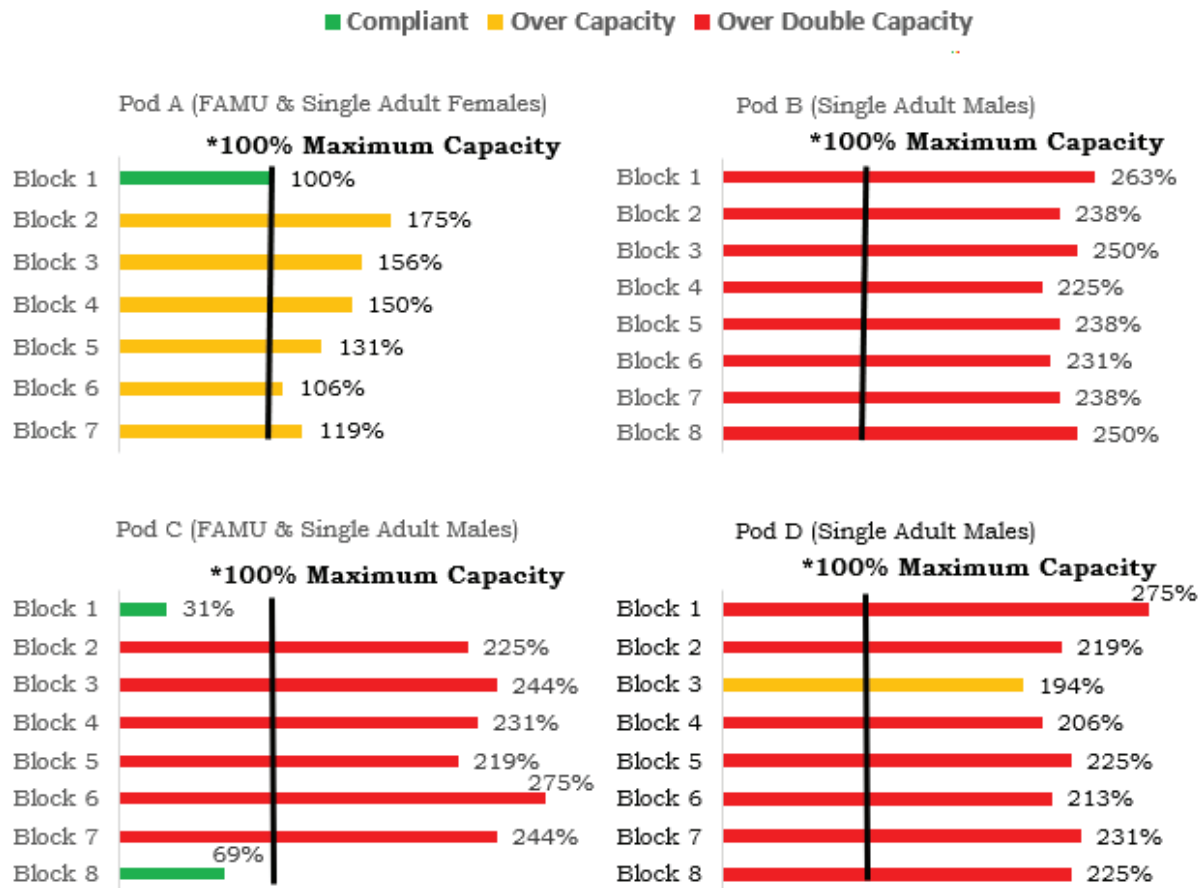 Compliant Over Capacity Over Double Capacity
Pod A (FAMU & Single Adult Females)
*100% Maximum Capacity
Block 1 100%
Block 2 175%
Block 3 156%
Block 4 150%
Block 5 131%
Block 6 106%
Block 7 119%
Pod B (Single Adult Males)
*100% Maximum Capacity
Block 1 263%
Block 2 238%
Block 3 250%
Block 4 225%
Block 5 238%
Block 6 231%
Block 7 238%
Block 8 250%
Pod C (FAMU & Single Adult Males)
*100% Maximum Capacity
Block 1 31%
Block 2 225%
Block 3 244%
Block 4 231%
Block 5 219%
Block 6 275%
Block 7 244%
Block 8 69%
Pod D (Single Adult Males)
*100% Maximum Capacity
Block 1 275%
Block 2 219%
Block 3 194%
Block 4 206%
Block 5 225%
Block 6 213%
Block 7 231%
Block 8 225%